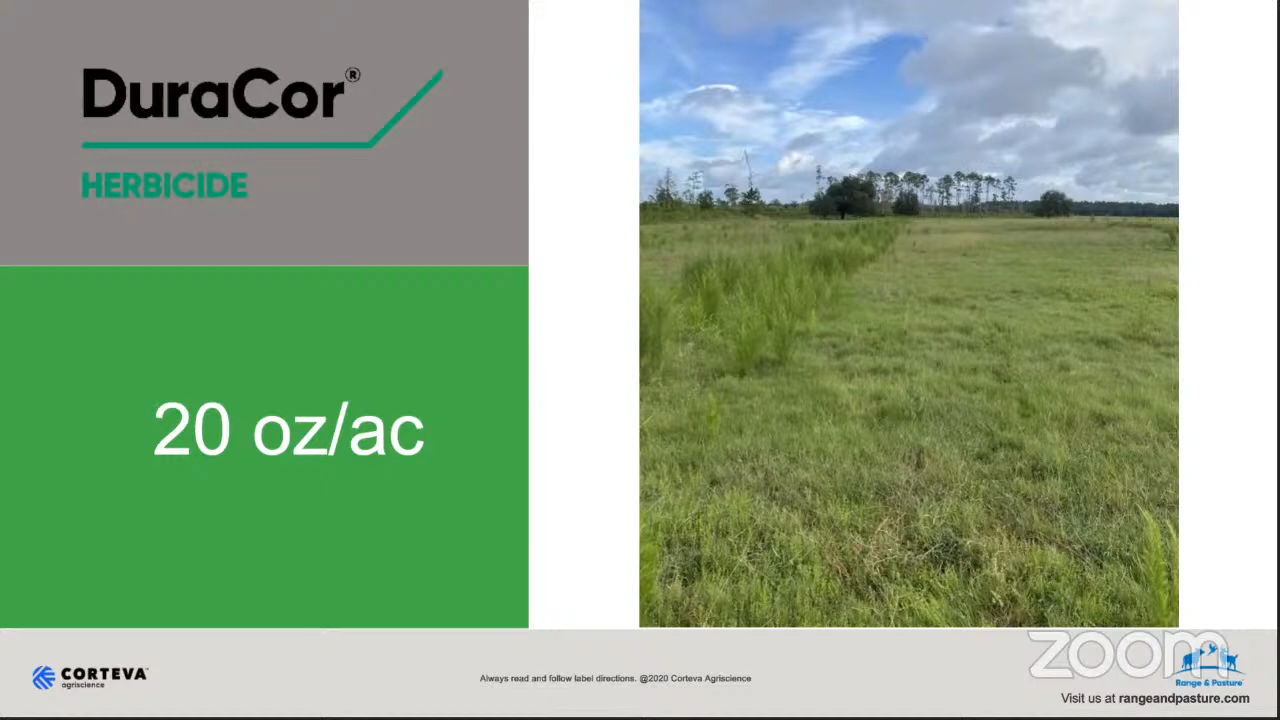 DuraCor®
HERBICIDE
20 oz/ac
CORTEVA™
agriscience
Always read and follow label directions. @2020 Corteva Agriscience
zoom
Range & Pasture
Visit us at rangeandpasture.com